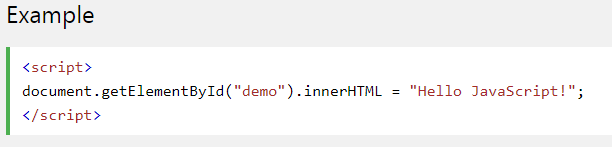 Example
<script>
document.getElementById("demo").innerHTML = "Hello JavaScript!";
</script>